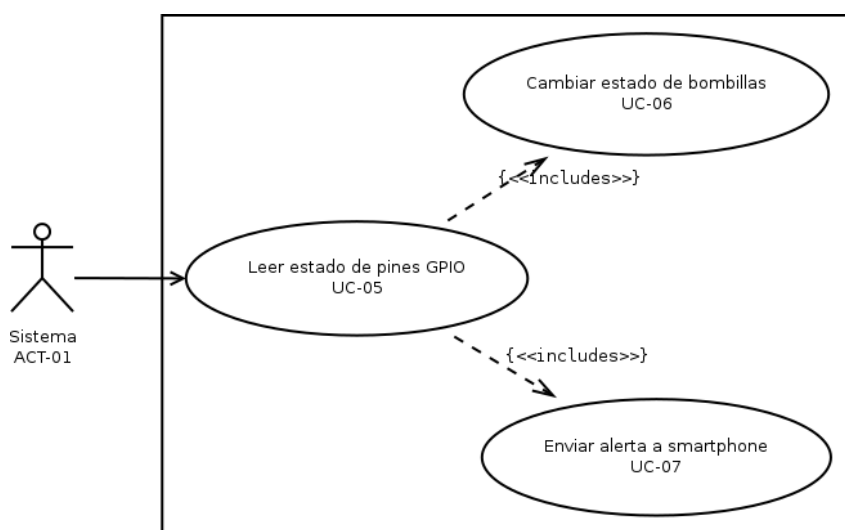 Cambiar estado de bombillas
UC-06
{<<includes>>}
Leer estado de pines GPIO
UC-05
Sistema
ACT-01
{<<includes>>}
Enviar alerta a smartphone
UC-07